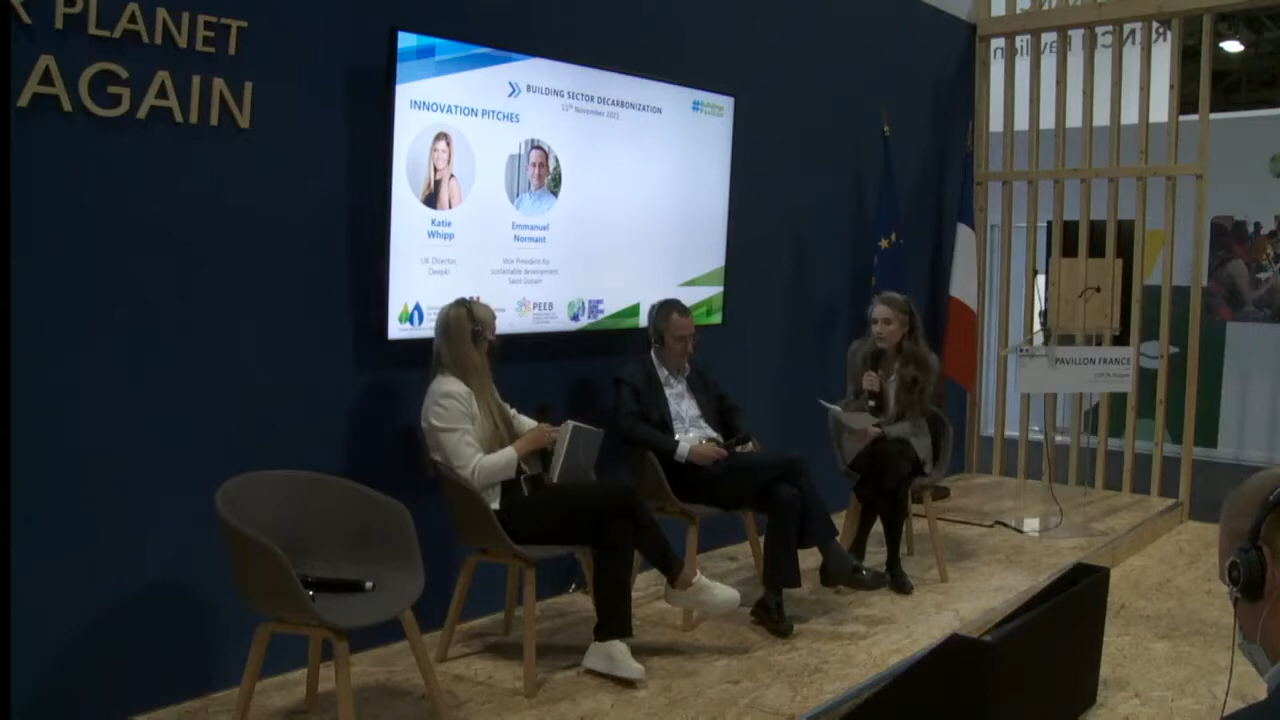 R PLANET
AGAIN
BUILDING SECTOR DECARBONIZATION
11th November 2021
INNOVATION PITCHES
Katie
Whipp
UK Director,
Deepki
Emmanuel
Normant
Vice President for
sustainable development,
Saint Gobain
PEEB
PAVILLON FRANCE